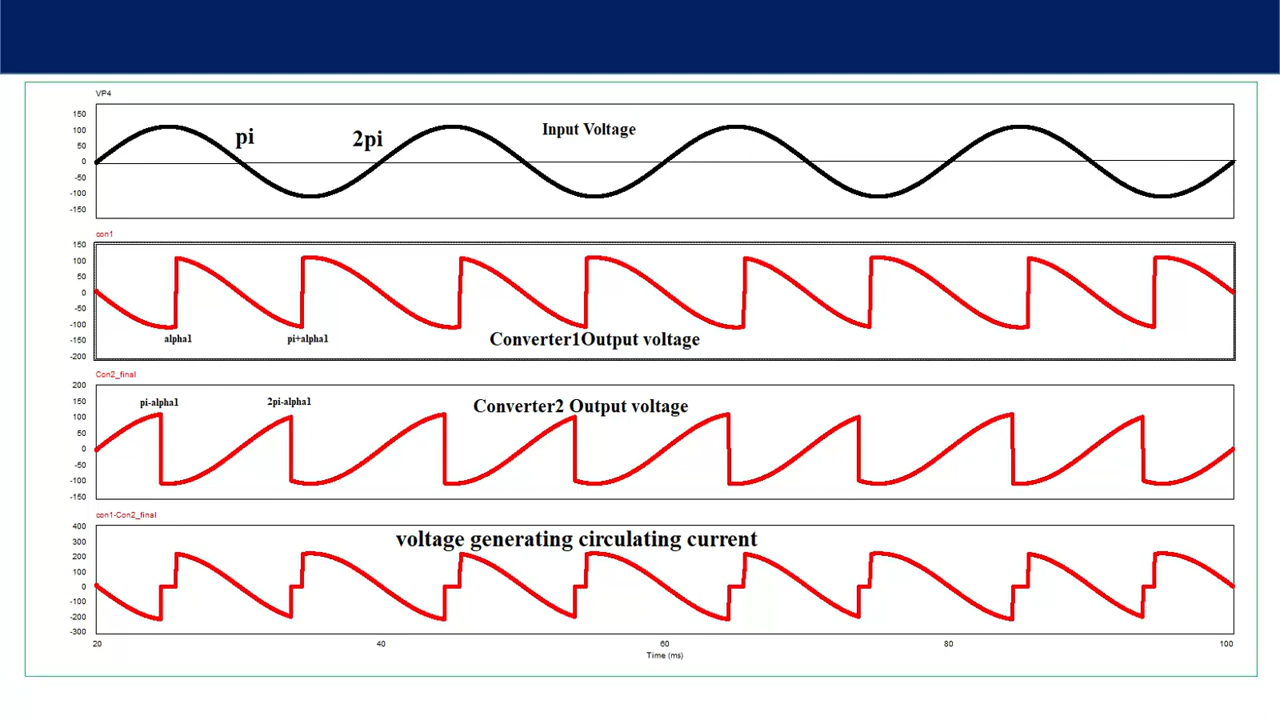 VP4
150
100
50
0
-50
-100
-150
pi
2pi
Input Voltage
con1
150
100
50
0
-50
-100
-150
-200
alpha1
pi+alpha1
Converter1Output voltage
Con2_final
200
150
100
50
0
-50
-100
-150
pi-alpha1
2pi-alpha1
Converter2 Output voltage
con1-Con2_final
400
300
200
100
0
-100
-200
-300
voltage generating circulating current
20
40
60
80
100
Time (ms)